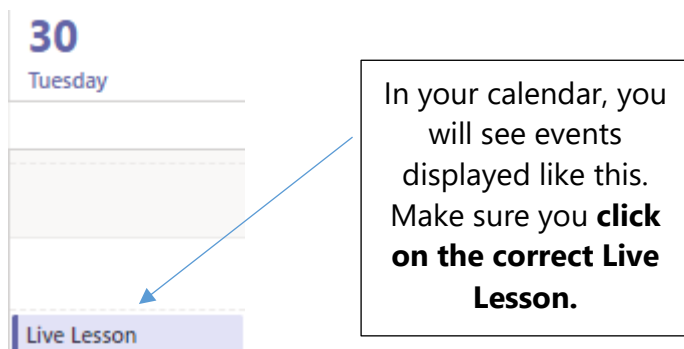 30
Tuesday
In your calendar, you
will see events
displayed like this.
Make sure you click
on the correct Live
Lesson.
Live Lesson